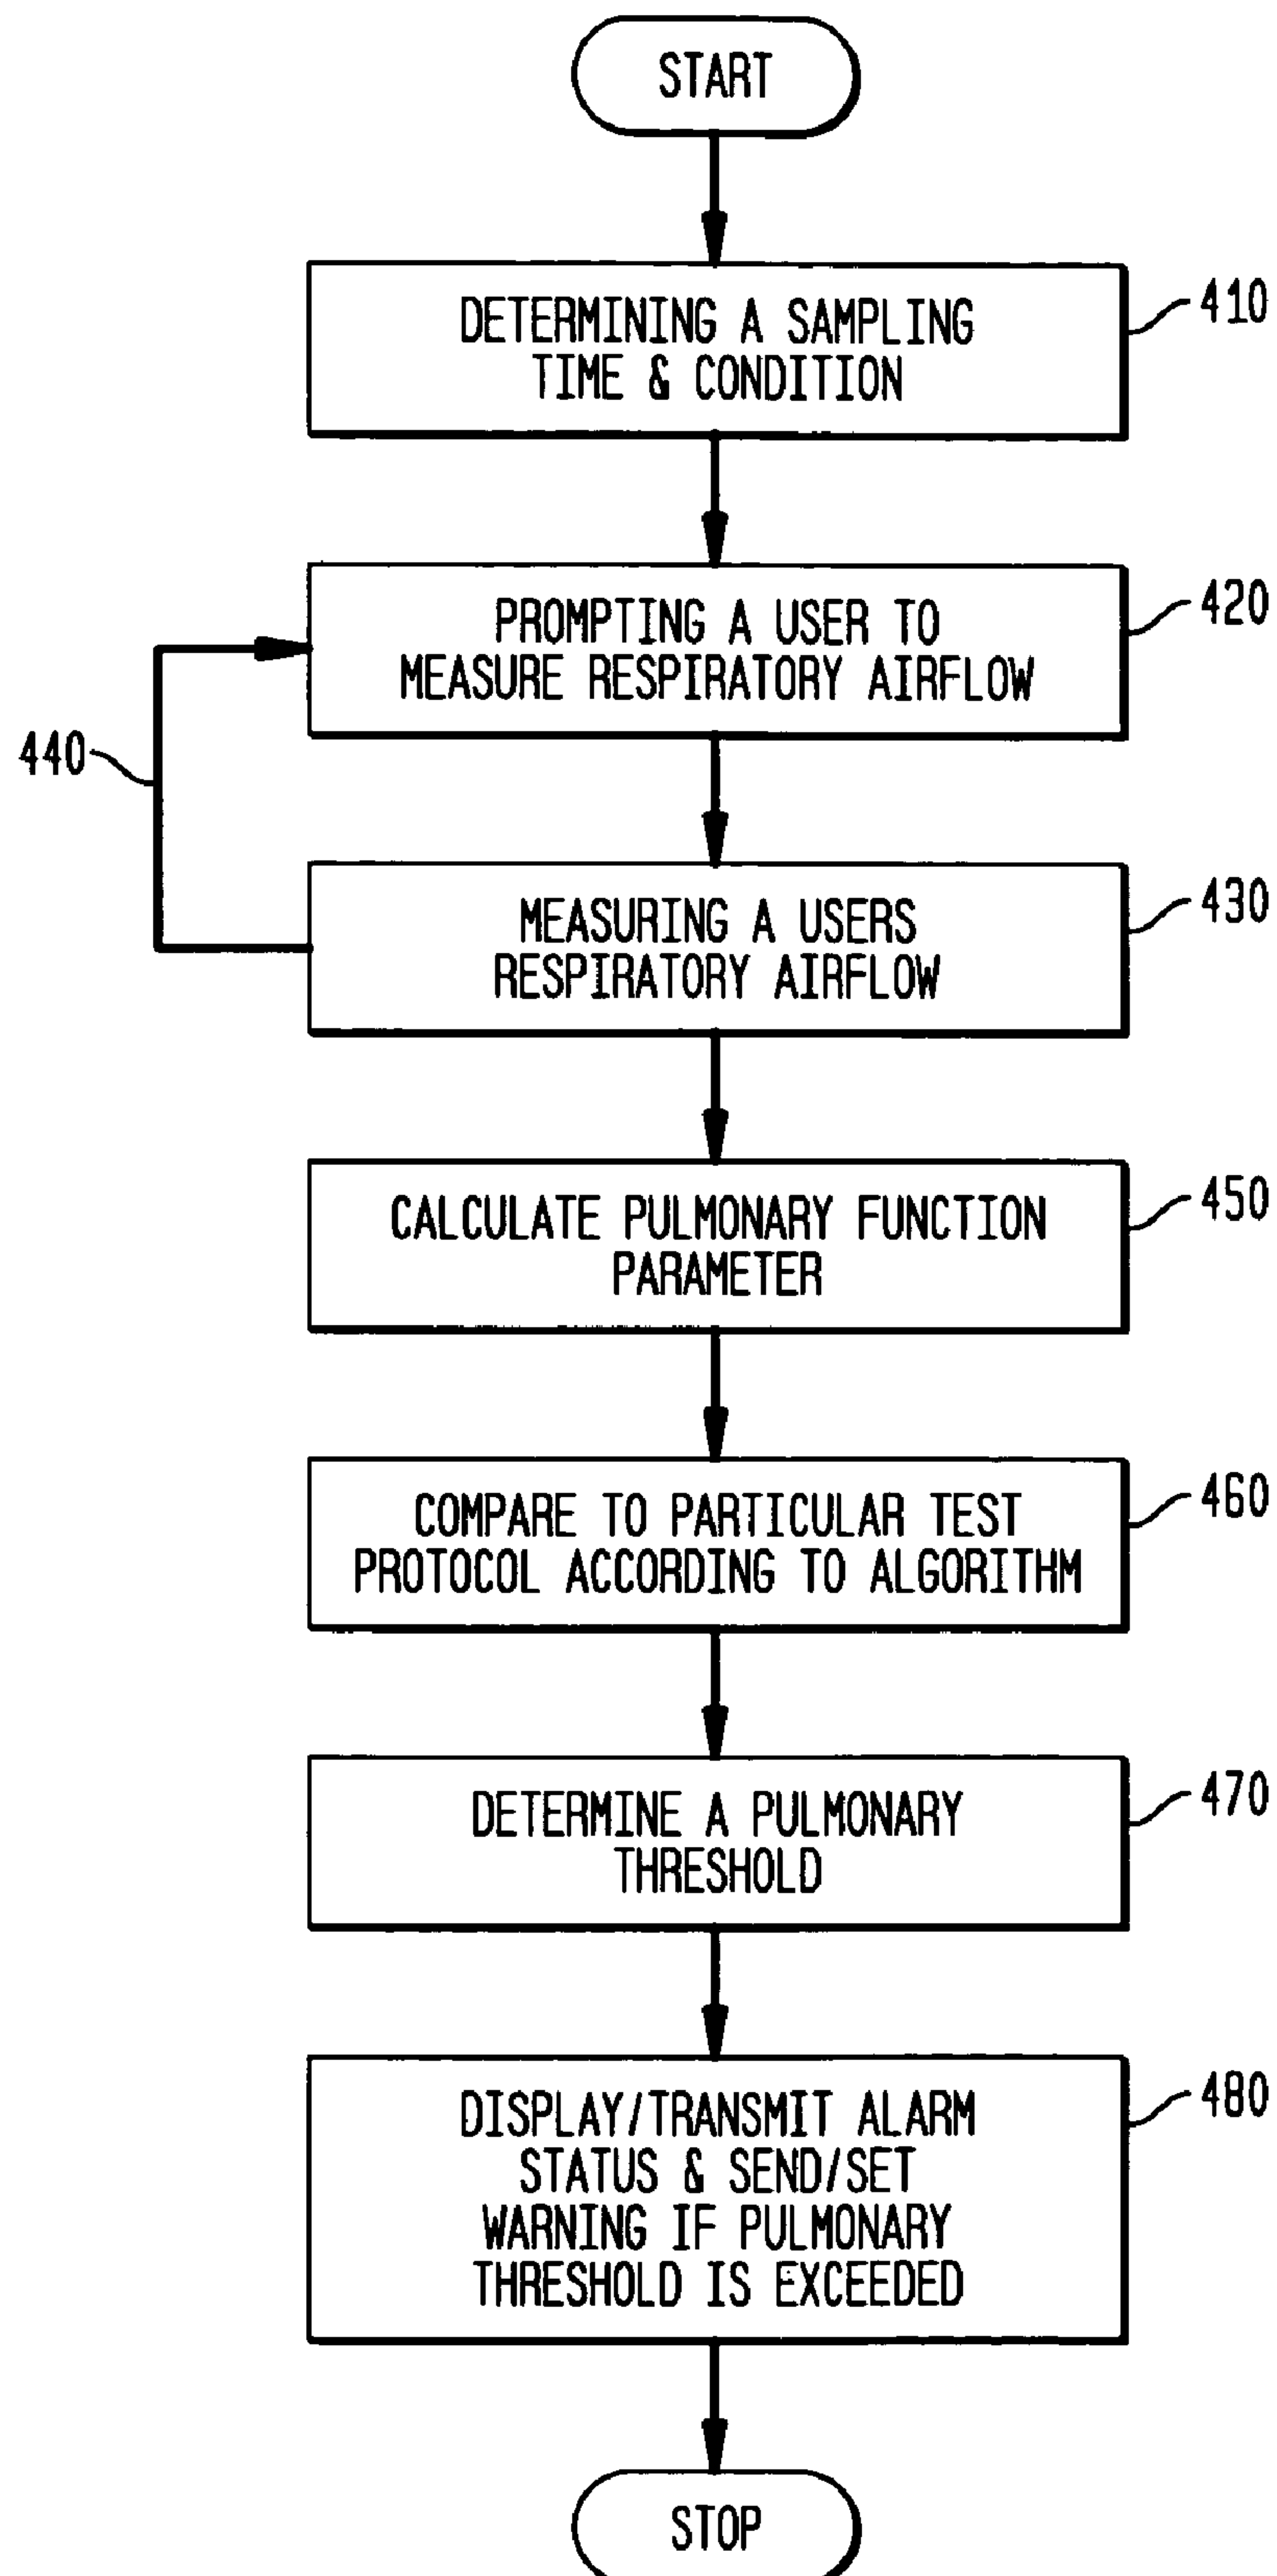 START
DETERMINING A SAMPLING
TIME & CONDITION
410
PROMPTING A USER TO
MEASURE RESPIRATORY AIRFLOW
420
440
MEASURING A USERS
RESPIRATORY AIRFLOW
430
CALCULATE PULMONARY FUNCTION
PARAMETER
450
COMPARE TO PARTICULAR TEST
PROTOCOL ACCORDING TO ALGORITHM
460
DETERMINE A PULMONARY
THRESHOLD
470
DISPLAY/TRANSMIT ALARM
STATUS & SEND/SET
WARNING IF PULMONARY
THRESHOLD IS EXCEEDED
480
STOP